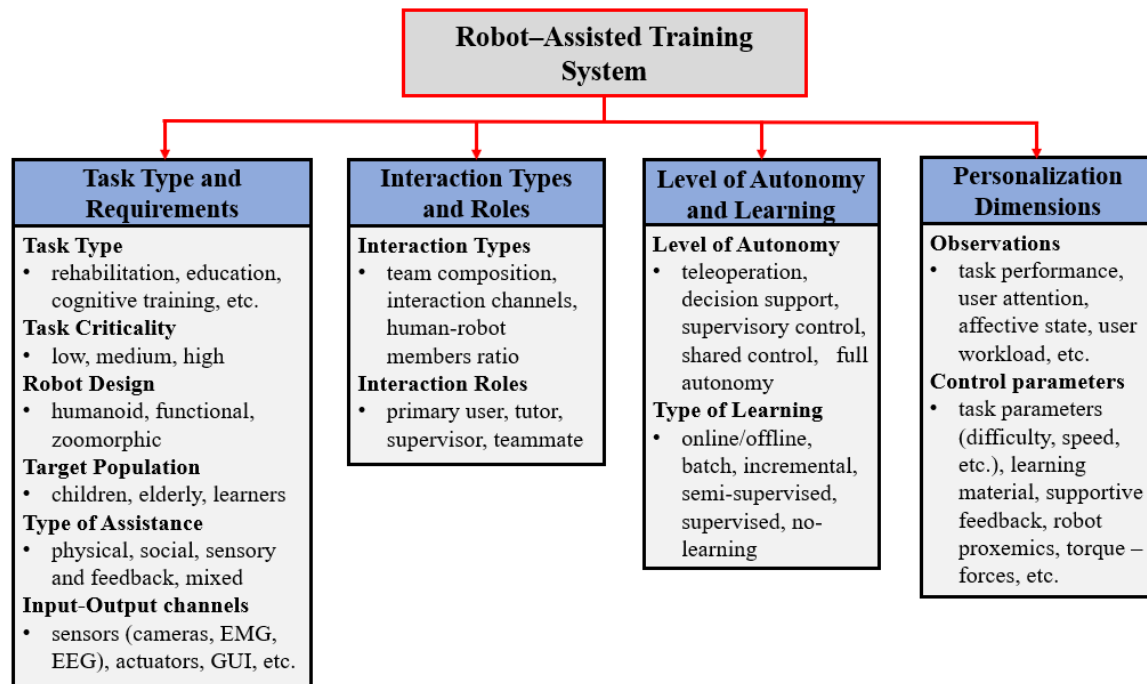 Robot–Assisted Training
System
Task Type and
Requirements
Task Type
• rehabilitation, education,
cognitive training, etc.
Task Criticality
• low, medium, high
Robot Design
• humanoid, functional,
zoomorphic
Target Population
• children, elderly, learners
Type of Assistance
• physical, social, sensory
and feedback, mixed
Input-Output channels
• sensors (cameras, EMG,
EEG), actuators, GUI, etc.
Interaction Types
and Roles
Interaction Types
• team composition,
interaction channels,
human-robot
members ratio
Interaction Roles
• primary user, tutor,
supervisor, teammate
Level of Autonomy
and Learning
Level of Autonomy
• teleoperation,
decision support,
supervisory control,
shared control, full
autonomy
Type of Learning
• online/offline,
batch, incremental,
semi-supervised,
supervised, no-
learning
Personalization
Dimensions
Observations
• task performance,
user attention,
affective state, user
workload, etc.
Control parameters
• task parameters
(difficulty, speed,
etc.), learning
material, supportive
feedback, robot
proxemics, torque –
forces, etc.